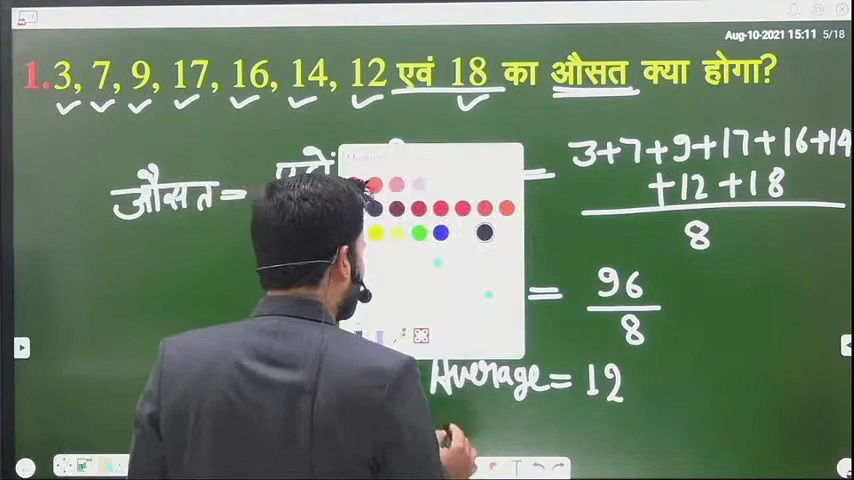 Aug-10-2021 15:11 5/18
1. 3, 7, 9, 17, 16, 14, 12 एवं 18 का औसत क्या होगा?
औसत = = 3+7+9+17+16+14
+12+18
8
= 96
8
Average = 12